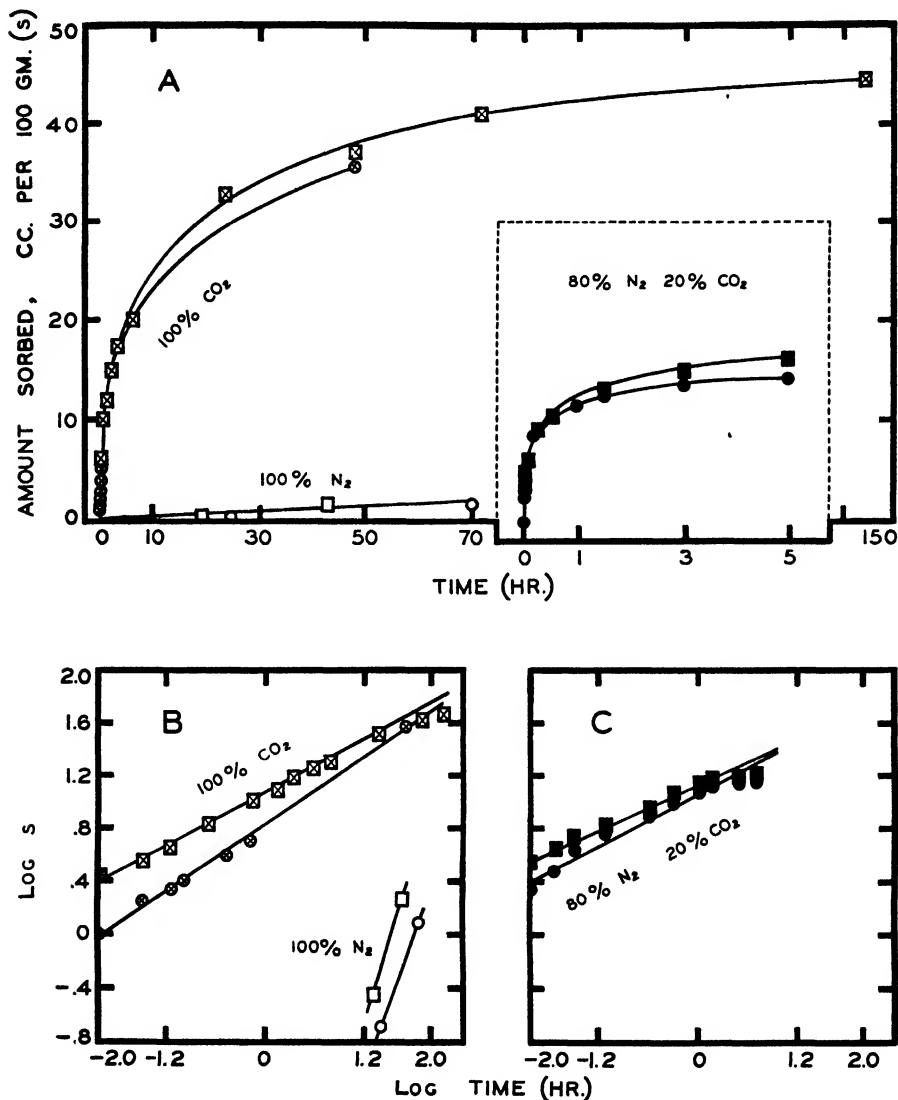 AMOUNT SORBED, CC. PER 100 GM. (S)
50
40
30
20
10
0
A
100% CO₂
100% N₂
80% N₂ 20% CO₂
0 10 30 50 70
0 1 3 5
150
TIME (HR.)
LOG S
2.0
1.6
1.2
.8
.4
0
-.4
-.8
B
100% CO₂
100% N₂
-2.0 -1.2 0 1.2 2.0
C
80% N₂ 20% CO₂
-2.0 -1.2 0 1.2 2.0
LOG TIME (HR.)